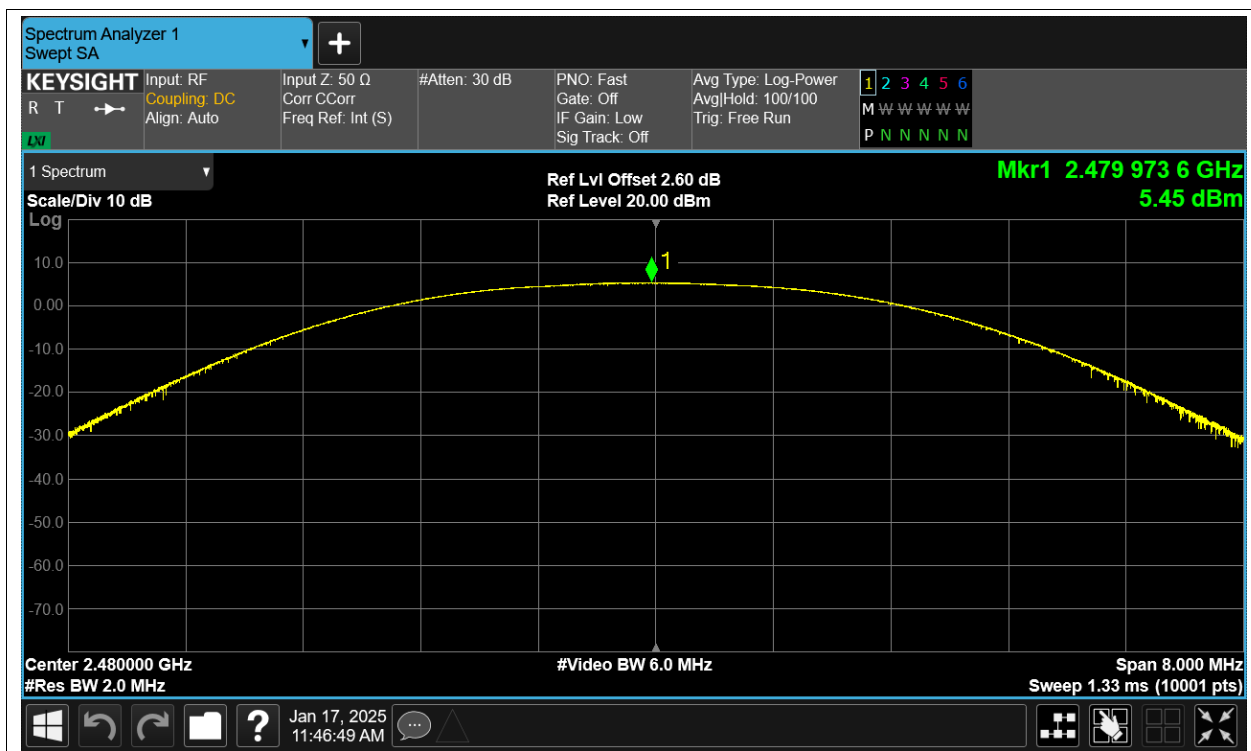 Spectrum Analyzer 1
Swept SA
KEYSIGHT
R T
LXI
Input: RF
Coupling: DC
Align: Auto
Input Z: 50 Ω
Corr CCorr
Freq Ref: Int (S)
#Atten: 30 dB
PNO: Fast
Gate: Off
IF Gain: Low
Sig Track: Off
Avg Type: Log-Power
Avg|Hold: 100/100
Trig: Free Run
1 2 3 4 5 6
M W W W W W
P N N N N N
1 Spectrum
Scale/Div 10 dB
Log
Ref Lvl Offset 2.60 dB
Ref Level 20.00 dBm
Mkr1 2.479 973 6 GHz
5.45 dBm
1
10.0
0.00
-10.0
-20.0
-30.0
-40.0
-50.0
-60.0
-70.0
Center 2.480000 GHz
#Res BW 2.0 MHz
#Video BW 6.0 MHz
Span 8.000 MHz
Sweep 1.33 ms (10001 pts)
?
Jan 17, 2025
11:46:49 AM